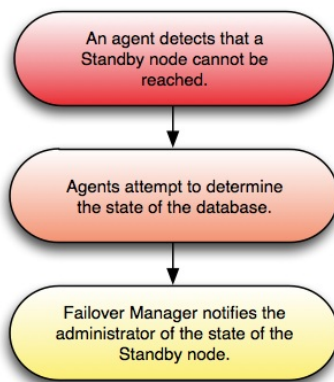 An agent detects that a
Standby node cannot be
reached.
Agents attempt to determine
the state of the database.
Failover Manager notifies the
administrator of the state of the
Standby node.